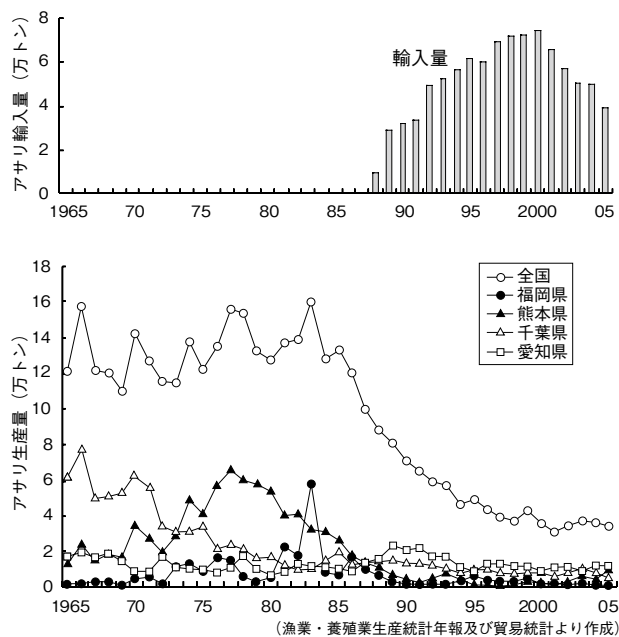 アサリ輸入量（万トン）
8
6
4
2
0
輸入量
1965 70 75 80 85 90 95 2000 05
アサリ生産量（万トン）
18
16
14
12
10
8
6
4
2
0
全国
福岡県
熊本県
千葉県
愛知県
1965 70 75 80 85 90 95 2000 05
（漁業・養殖業生産統計年報及び貿易統計より作成）